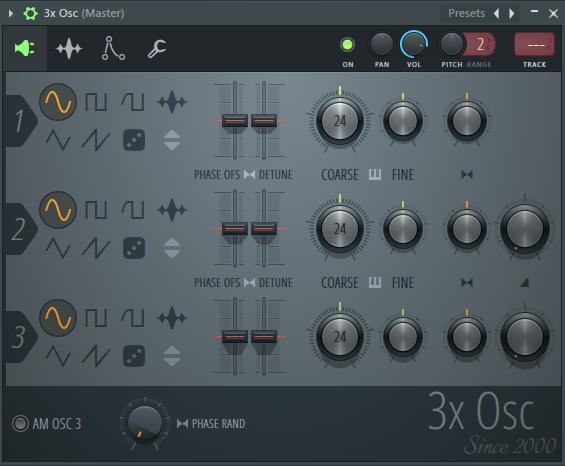 3x Osc (Master) Presets
ON PAN VOL PITCH RANGE 2 --- TRACK
1 24
PHASE OFS DETUNE COARSE FINE
2 24
PHASE OFS DETUNE COARSE FINE
3 24
AM OSC 3 PHASE RAND
3x Osc
Since 2000